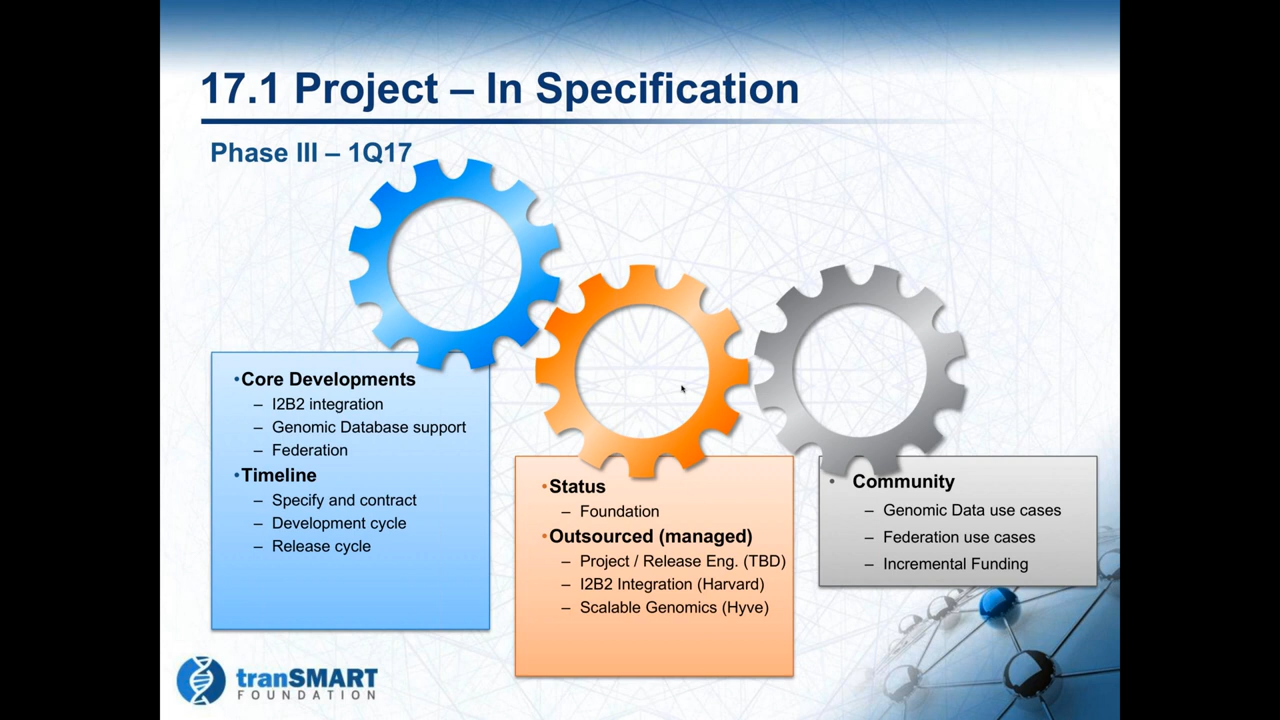 17.1 Project – In Specification
Phase III – 1Q17
•Core Developments
– I2B2 integration
– Genomic Database support
– Federation
•Timeline
– Specify and contract
– Development cycle
– Release cycle
•Status
– Foundation
•Outsourced (managed)
– Project / Release Eng. (TBD)
– I2B2 Integration (Harvard)
– Scalable Genomics (Hyve)
• Community
– Genomic Data use cases
– Federation use cases
– Incremental Funding
tranSMART
FOUNDATION